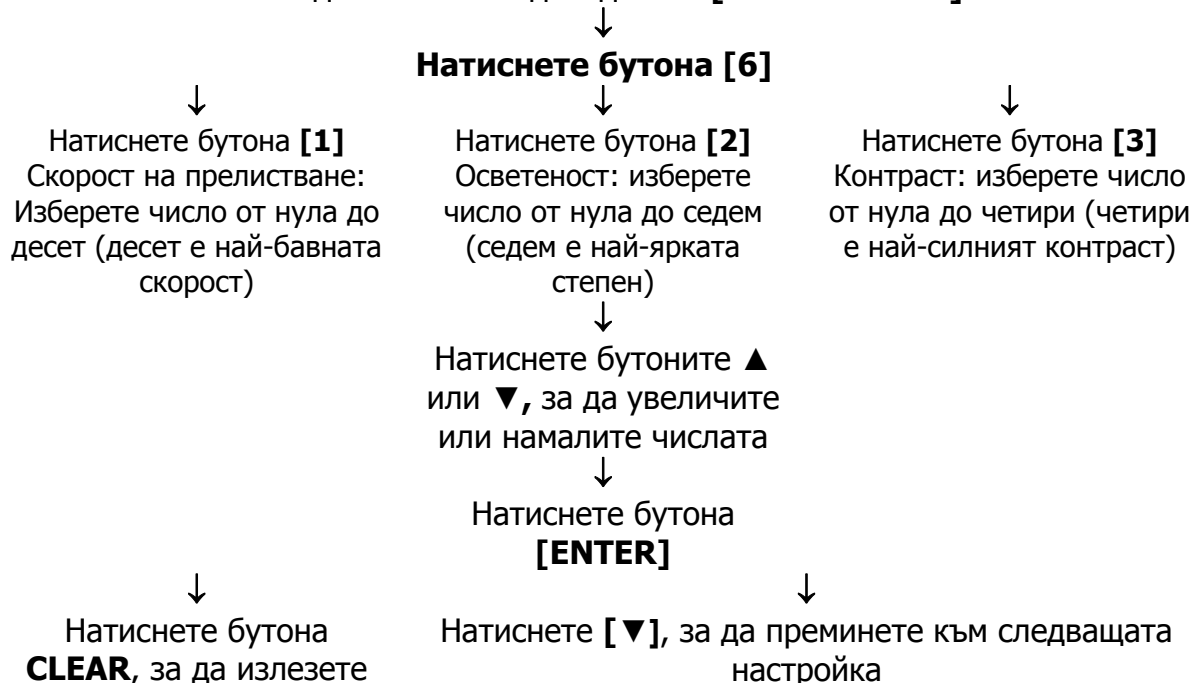 ↓
Натиснете бутона [6]
↓
Натиснете бутона [1]
Скорост на прелистване:
Изберете число от нула до
десет (десет е най-бавната
скорост)
↓
Натиснете бутона [2]
Осветеност: изберете
число от нула до седем
(седем е най-ярката
степен)
↓
Натиснете бутона [3]
Контраст: изберете число
от нула до четири (четири
е най-силният контраст)
↓
Натиснете бутоните ▲
или ▼, за да увеличите
или намалите числата
↓
Натиснете бутона
[ENTER]
↓
Натиснете бутона
CLEAR, за да излезете
↓
Натиснете [▼], за да преминете към следващата
настройка